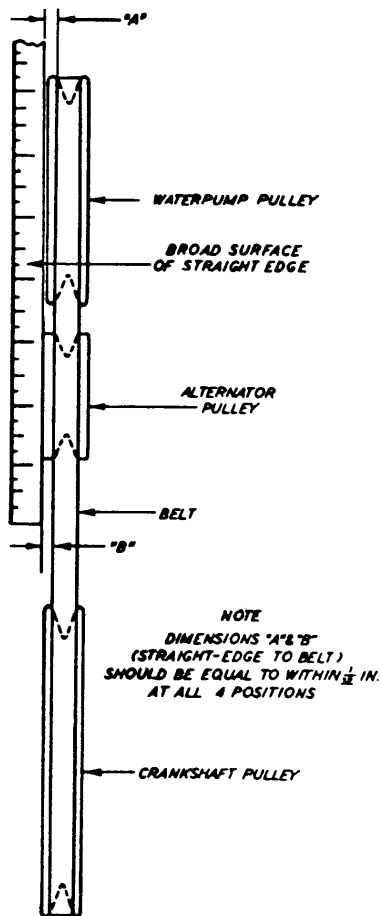 "A"
WATERPUMP PULLEY
BROAD SURFACE
OF STRAIGHT EDGE
ALTERNATOR
PULLEY
BELT
"B"
NOTE
DIMENSIONS "A" & "B"
(STRAIGHT-EDGE TO BELT)
SHOULD BE EQUAL TO WITHIN IN.
AT ALL 4 POSITIONS
CRANKSHAFT PULLEY